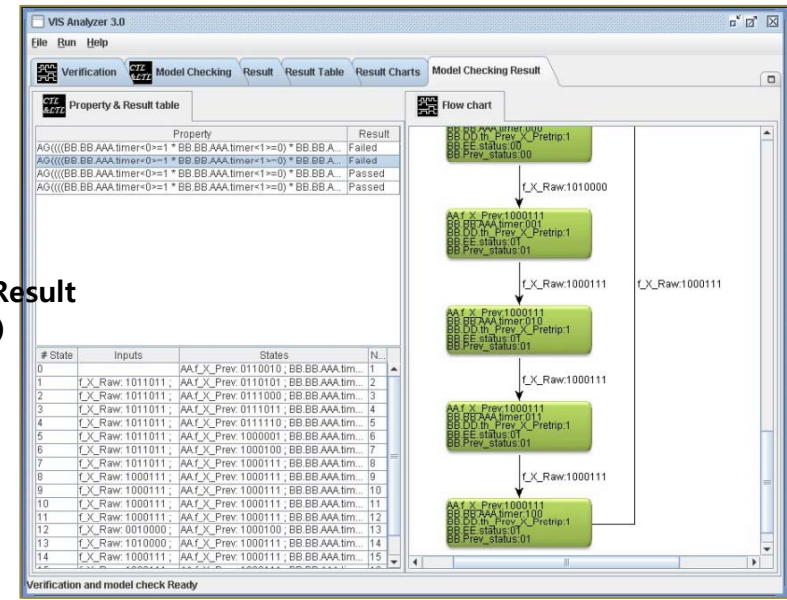 VIS Analyzer 3.0
File Run Help
CTL &LTL
Verification Model Checking Result Result Table Result Charts Model Checking Result
CTL &LTL
Property & Result table
Property Result
AG((((BB.BB.AAA.timer<0>=1 * BB.BB.AAA.timer<1>=0) * BB.BB.A... Failed
AG((((BB.BB.AAA.timer<0>=1 * BB.BB.AAA.timer<1>=0) * BB.BB.A... Failed
AG((((BB.BB.AAA.timer<0>=1 * BB.BB.AAA.timer<1>=0) * BB.BB.A... Passed
AG((((BB.BB.AAA.timer<0>=1 * BB.BB.AAA.timer<1>=0) * BB.BB.A... Passed
Result
)
# State Inputs States N...
0 AA.f_X_Prev: 0110010 ; BB.BB.AAA.tim... 1
1 f_X_Raw: 1011011 ; AA.f_X_Prev: 0110101 ; BB.BB.AAA.tim... 2
2 f_X_Raw: 1011011 ; AA.f_X_Prev: 0111000 ; BB.BB.AAA.tim... 3
3 f_X_Raw: 1011011 ; AA.f_X_Prev: 0111011 ; BB.BB.AAA.tim... 4
4 f_X_Raw: 1011011 ; AA.f_X_Prev: 0111110 ; BB.BB.AAA.tim... 5
5 f_X_Raw: 1011011 ; AA.f_X_Prev: 1000001 ; BB.BB.AAA.tim... 6
6 f_X_Raw: 1011011 ; AA.f_X_Prev: 1000100 ; BB.BB.AAA.tim... 7
7 f_X_Raw: 1011011 ; AA.f_X_Prev: 1000111 ; BB.BB.AAA.tim... 8
8 f_X_Raw: 1000111 ; AA.f_X_Prev: 1000111 ; BB.BB.AAA.tim... 9
9 f_X_Raw: 1000111 ; AA.f_X_Prev: 1000111 ; BB.BB.AAA.tim... 10
10 f_X_Raw: 1000111 ; AA.f_X_Prev: 1000111 ; BB.BB.AAA.tim... 11
11 f_X_Raw: 1000111 ; AA.f_X_Prev: 1000111 ; BB.BB.AAA.tim... 12
12 f_X_Raw: 0010000 ; AA.f_X_Prev: 1000100 ; BB.BB.AAA.tim... 13
13 f_X_Raw: 1010000 ; AA.f_X_Prev: 1000111 ; BB.BB.AAA.tim... 14
14 f_X_Raw: 1000111 ; AA.f_X_Prev: 1000111 ; BB.BB.AAA.tim... 15
Flow chart
BB.BB.AAA.timer:000
BB.DD.th_Prev_X_Pretrip:1
BB.EE.status:00
BB.Prev_status:00
f_X_Raw:1010000
AA.f_X_Prev:1000111
BB.BB.AAA.timer:001
BB.DD.th_Prev_X_Pretrip:1
BB.EE.status:01
BB.Prev_status:01
f_X_Raw:1000111
f_X_Raw:1000111
AA.f_X_Prev:1000111
BB.BB.AAA.timer:010
BB.DD.th_Prev_X_Pretrip:1
BB.EE.status:01
BB.Prev_status:01
f_X_Raw:1000111
AA.f_X_Prev:1000111
BB.BB.AAA.timer:011
BB.DD.th_Prev_X_Pretrip:1
BB.EE.status:01
BB.Prev_status:01
f_X_Raw:1000111
AA.f_X_Prev:1000111
BB.BB.AAA.timer:100
BB.DD.th_Prev_X_Pretrip:1
BB.EE.status:01
BB.Prev_status:01
Verification and model check Ready